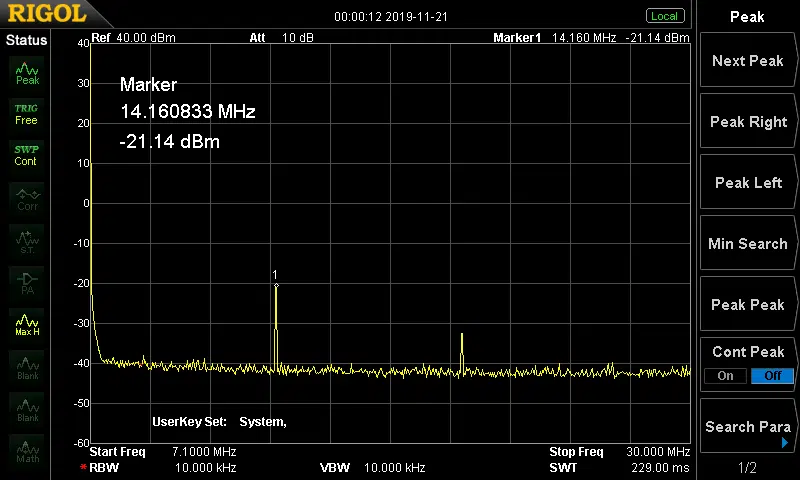 RIGOL
00:00:12 2019-11-21
Local
Peak
Status
Ref 40.00 dBm Att 10 dB Marker1 14.160 MHz -21.14 dBm
Peak
TRIG
Free
SWP
Cont
Corr
S.T.
PA
Max H
Blank
Blank
Math
40
30
20
10
0
-10
-20
-30
-40
-50
-60
Marker
14.160833 MHz
-21.14 dBm
1
UserKey Set: System,
Start Freq 7.1000 MHz Stop Freq 30.000 MHz
*RBW 10.000 kHz VBW 10.000 kHz SWT 229.00 ms
Next Peak
Peak Right
Peak Left
Min Search
Peak Peak
Cont Peak
On Off
Search Para
1/2